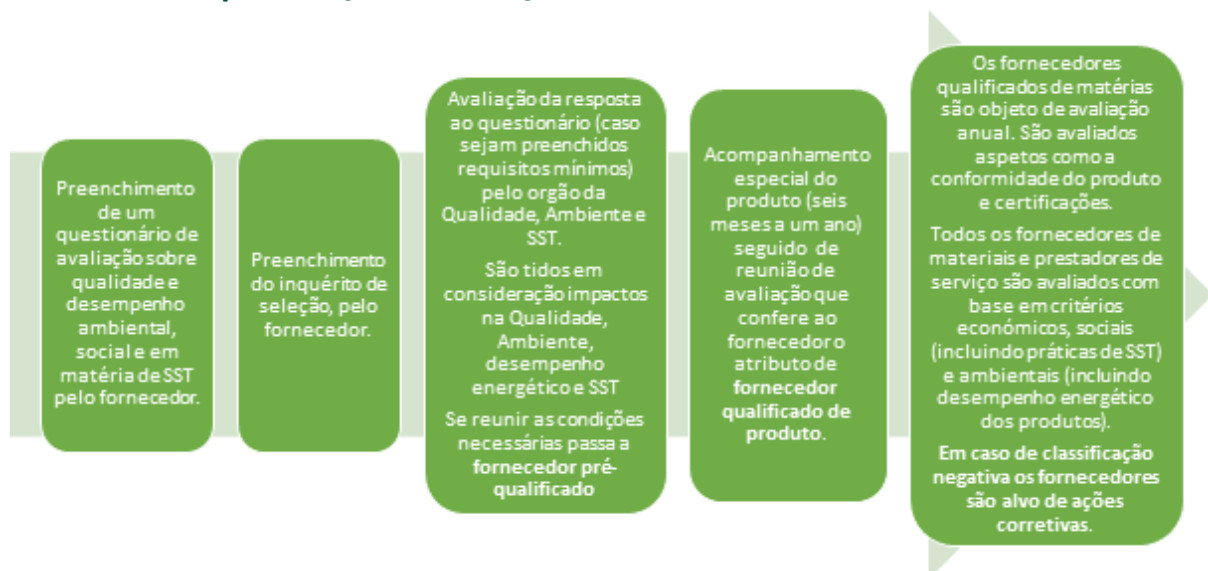 Preenchimento
de um
questionário de
avaliação sobre
qualidade e
desempenho
ambiental,
social e em
matéria de SST
pelo fornecedor.
Preenchimento
do inquérito de
seleção, pelo
fornecedor.
Avaliação da resposta
ao questionário (caso
sejam preenchidos
requisitos mínimos)
pelo orgão da
Qualidade, Ambiente e
SST.
São tidos em
consideração impactos
na Qualidade,
Ambiente,
desempenho
energético e SST
Se reunir as condições
necessárias passa a
fornecedor pré-
qualificado
Acompanhamento
especial do
produto (seis
meses a um ano)
seguido de
reunião de
avaliação que
confere ao
fornecedor o
atributo de
fornecedor
qualificado de
produto.
Os fornecedores
qualificados de matérias
são objeto de avaliação
anual. São avaliados
aspetos como a
conformidade do produto
e certificações.
Todos os fornecedores de
materiais e prestadores de
serviço são avaliados com
base em critérios
económicos, sociais
(incluindo práticas de SST)
e ambientais (incluindo
desempenho energético
dos produtos).
Em caso de classificação
negativa os fornecedores
são alvo de ações
corretivas.